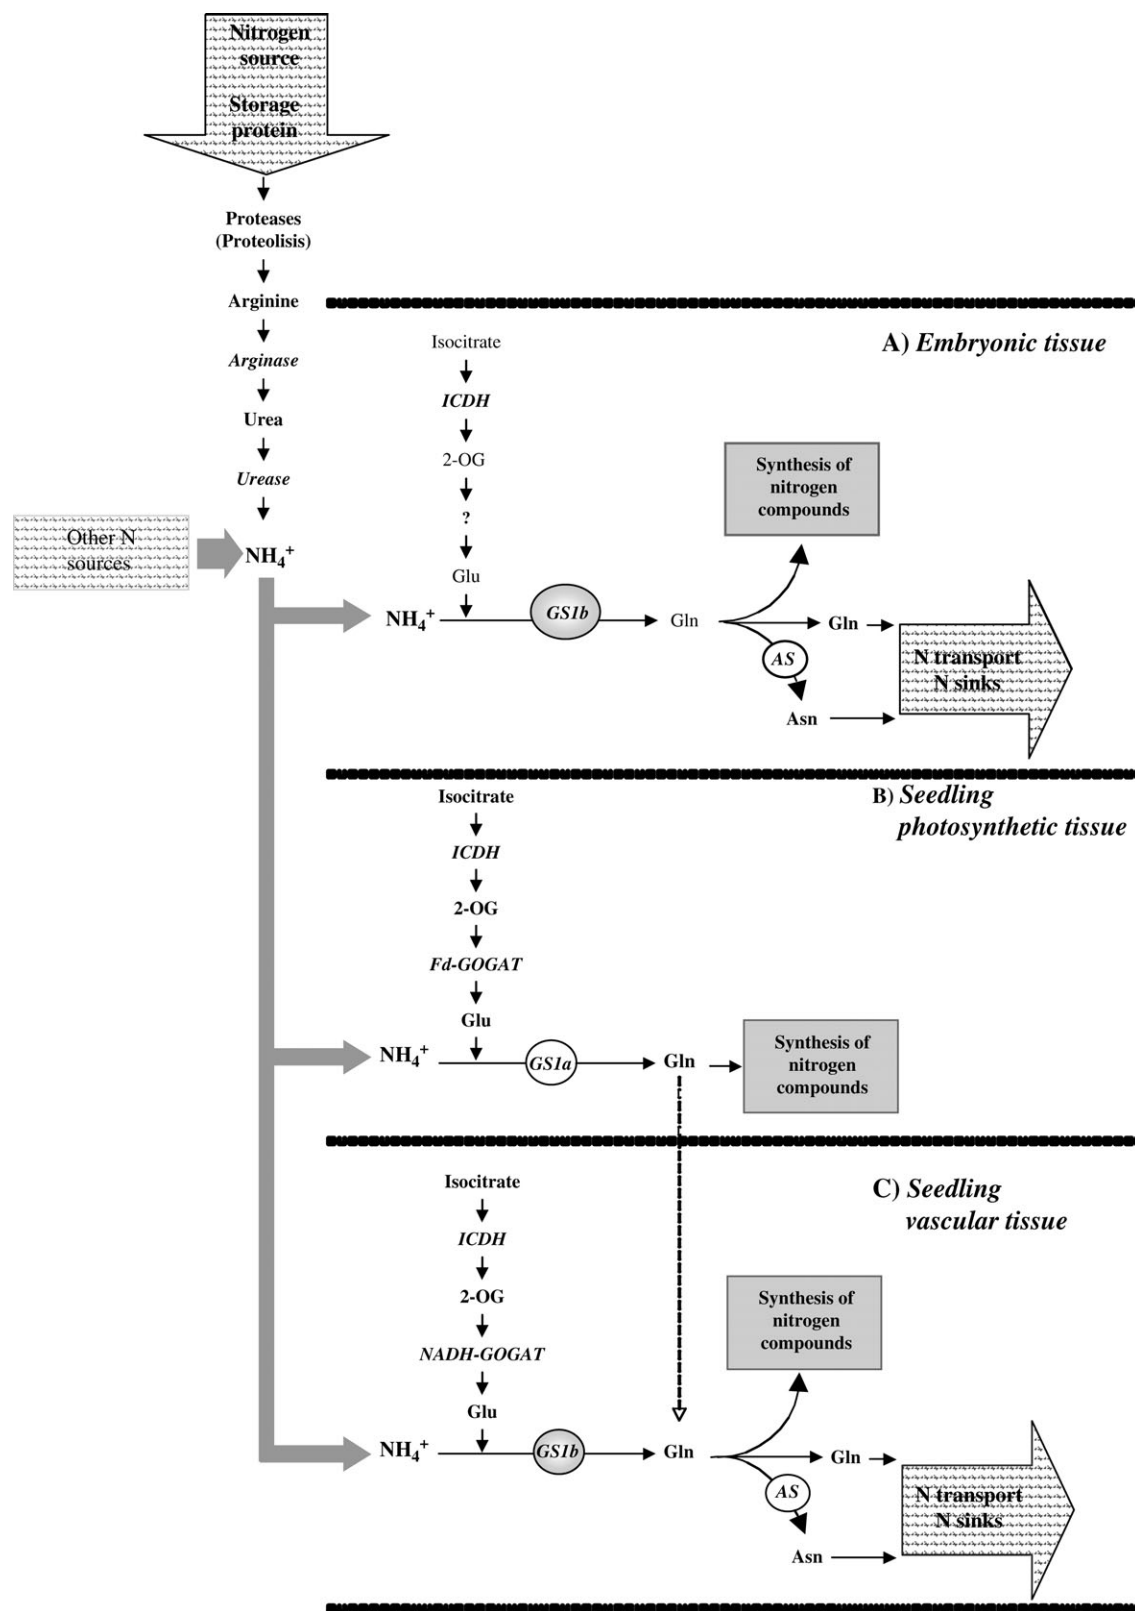 Nitrogen
source
Storage
protein
Proteases
(Proteolisis)
Arginine
Arginase
Urea
Urease
Other N
sources
NH₄⁺
A) Embryonic tissue
Isocitrate
ICDH
2-OG
?
Glu
NH₄⁺
GS1b
Gln
Synthesis of
nitrogen
compounds
Gln
AS
Asn
N transport
N sinks
B) Seedling
photosynthetic tissue
Isocitrate
ICDH
2-OG
Fd-GOGAT
Glu
NH₄⁺
GS1a
Gln
Synthesis of
nitrogen
compounds
C) Seedling
vascular tissue
Isocitrate
ICDH
2-OG
NADH-GOGAT
Glu
NH₄⁺
GS1b
Gln
Synthesis of
nitrogen
compounds
Gln
AS
Asn
N transport
N sinks